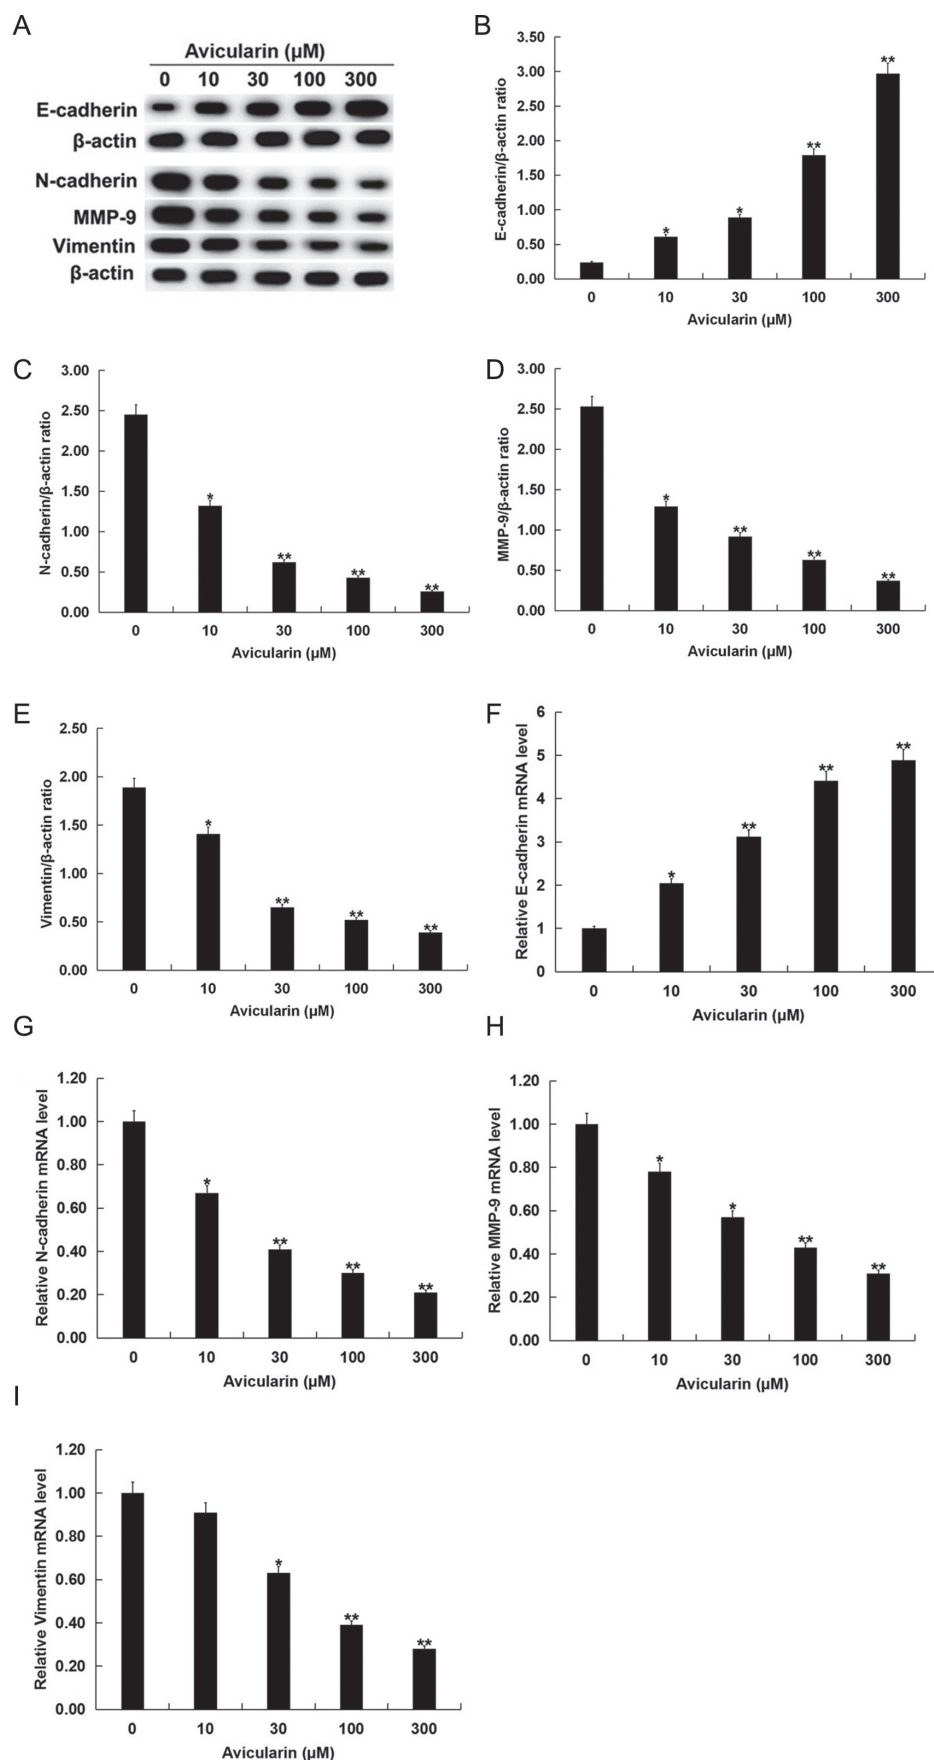 A
Avicularin (µM)
0 10 30 100 300
E-cadherin
β-actin
N-cadherin
MMP-9
Vimentin
β-actin
B
E-cadherin/β-actin ratio
3.50
3.00
2.50
2.00
1.50
1.00
0.50
0.00
* * ** **
0 10 30 100 300
Avicularin (µM)
C
N-cadherin/β-actin ratio
3.00
2.50
2.00
1.50
1.00
0.50
0.00
* ** ** **
0 10 30 100 300
Avicularin (µM)
D
MMP-9/β-actin ratio
3.00
2.50
2.00
1.50
1.00
0.50
0.00
* ** ** **
0 10 30 100 300
Avicularin (µM)
E
Vimentin/β-actin ratio
2.50
2.00
1.50
1.00
0.50
0.00
* ** ** **
0 10 30 100 300
Avicularin (µM)
F
Relative E-cadherin mRNA level
6
5
4
3
2
1
0
* ** ** **
0 10 30 100 300
Avicularin (µM)
G
Relative N-cadherin mRNA level
1.20
1.00
0.80
0.60
0.40
0.20
0.00
* ** ** **
0 10 30 100 300
Avicularin (µM)
H
Relative MMP-9 mRNA level
1.20
1.00
0.80
0.60
0.40
0.20
0.00
* * ** **
0 10 30 100 300
Avicularin (µM)
I
Relative Vimentin mRNA level
1.20
1.00
0.80
0.60
0.40
0.20
0.00
* ** **
0 10 30 100 300
Avicularin (µM)